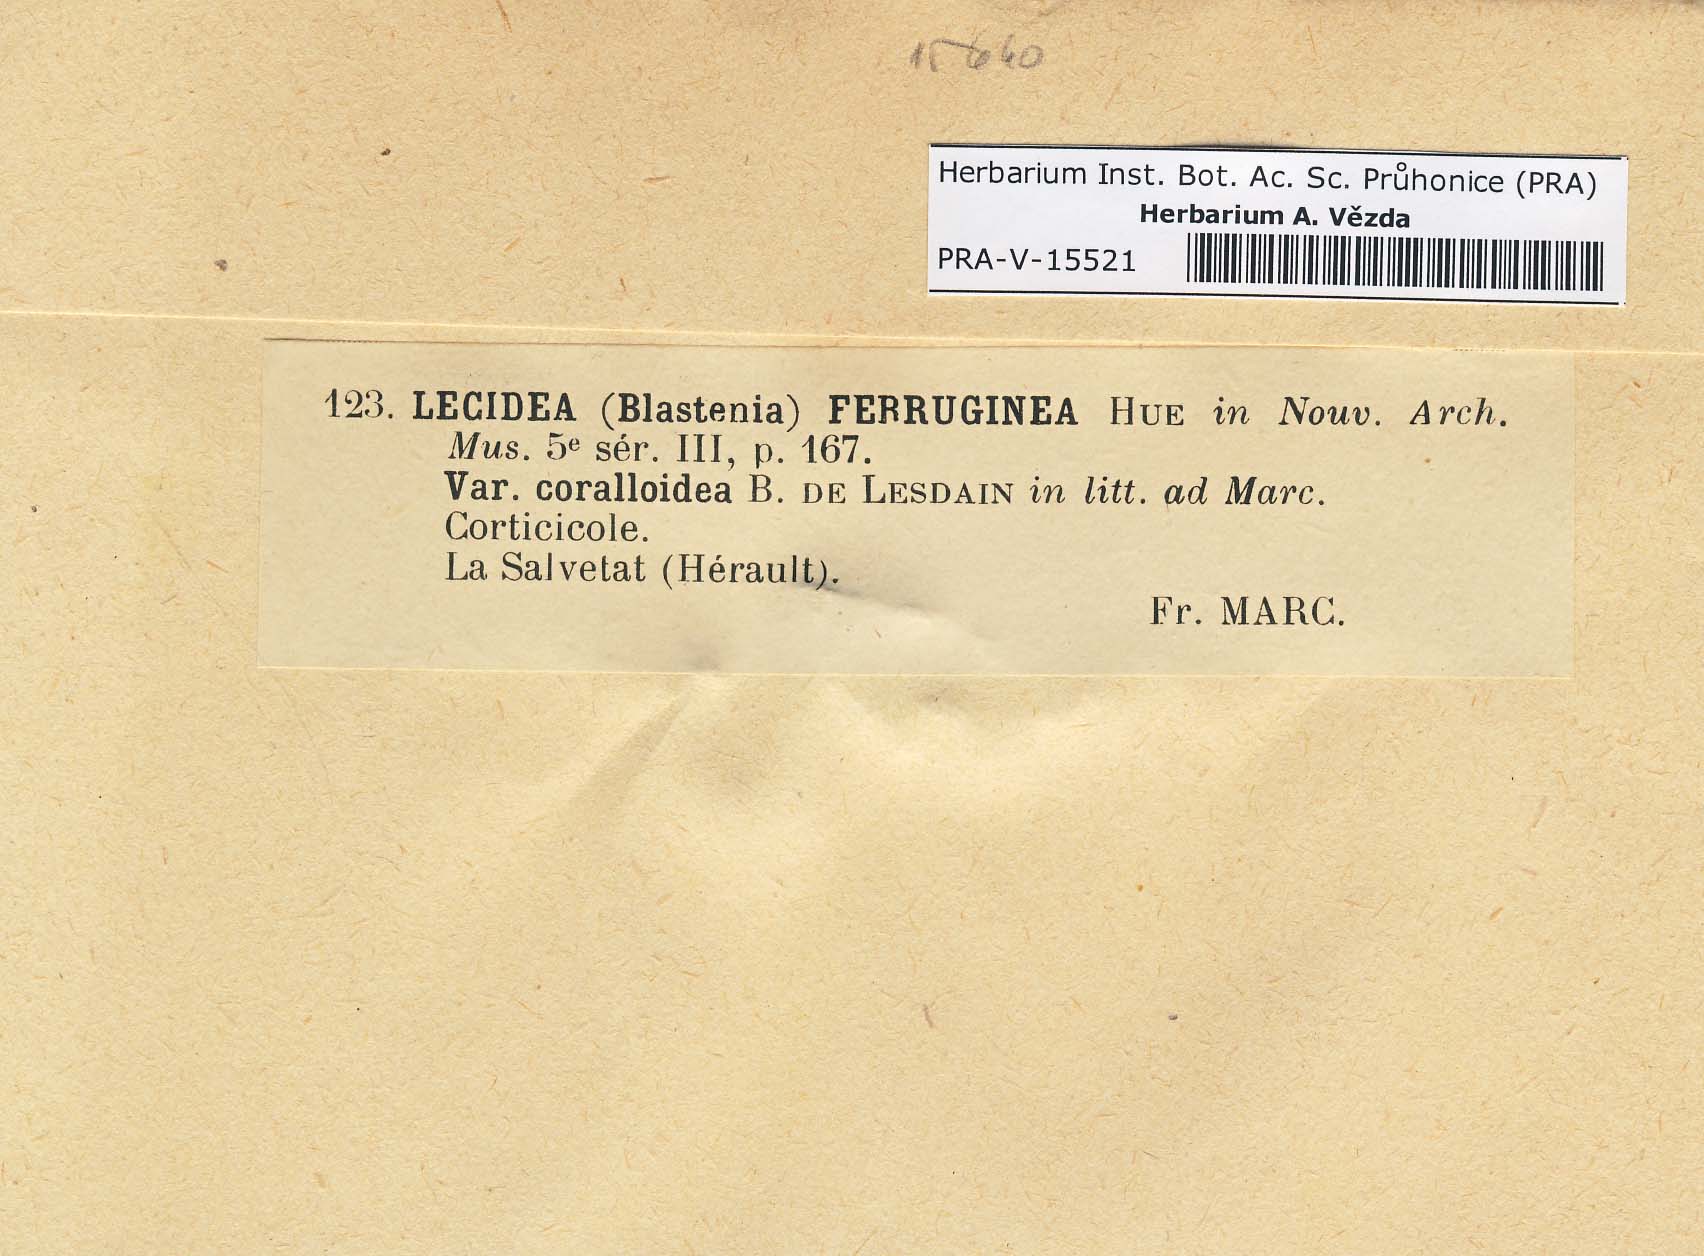 15640
Herbarium Inst. Bot. Ac. Sc. Průhonice (PRA)
Herbarium A. Vězda
PRA-V-15521
123. LECIDEA (Blastenia) FERRUGINEA HUE in Nouv. Arch.
Mus. 5e sér. III, p. 167.
Var. coralloidea B. DE LESDAIN in litt. ad Marc.
Corticicole.
La Salvetat (Hérault).
Fr. MARC.